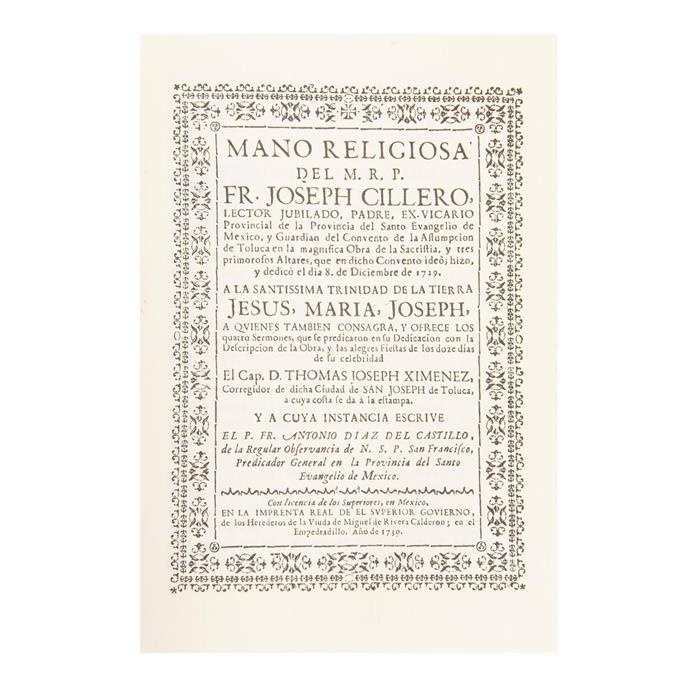 MANO RELIGIOSA
DEL M. R. P.
FR. JOSEPH CILLERO,
LECTOR JUBILADO, PADRE, EX-VICARIO
Provincial de la Provincia del Santo Evangelio de
Mexico, y Guardian del Convento de la Assumpcion
de Toluca en la magnifica Obra de la Sacristia, y tres
primorosos Altares, que en dicho Convento ideò; hizo,
y dedicó el dia 8. de Diciembre de 1729.
A LA SANTISSIMA TRINIDAD DE LA TIERRA
JESUS, MARIA, JOSEPH,
A QVIENES TAMBIEN CONSAGRA, Y OFRECE LOS
quatro Sermones, que se predicaron en su Dedicacion con la
Descripcion de la Obra, y las alegres Fiestas de los doze dias
de su celebridad
El Cap. D. THOMAS JOSEPH XIMENEZ,
Corregidor de dicha Ciudad de SAN JOSEPH de Toluca,
à cuya costa se dà à la estampa.
Y A CUYA INSTANCIA ESCRIVE
EL P. FR. ANTONIO DIAZ DEL CASTILLO,
de la Regular Observancia de N. S. P. San Francisco,
Predicador General en la Provincia del Santo
Evangelio de Mexico.
Con licencia de los Superiores, en Mexico,
EN LA IMPRENTA REAL DE EL SVPERIOR GOVIERNO,
de los Herederos de la Viuda de Miguel de Rivera Calderon; en el
Empedradillo. Año de 1730.